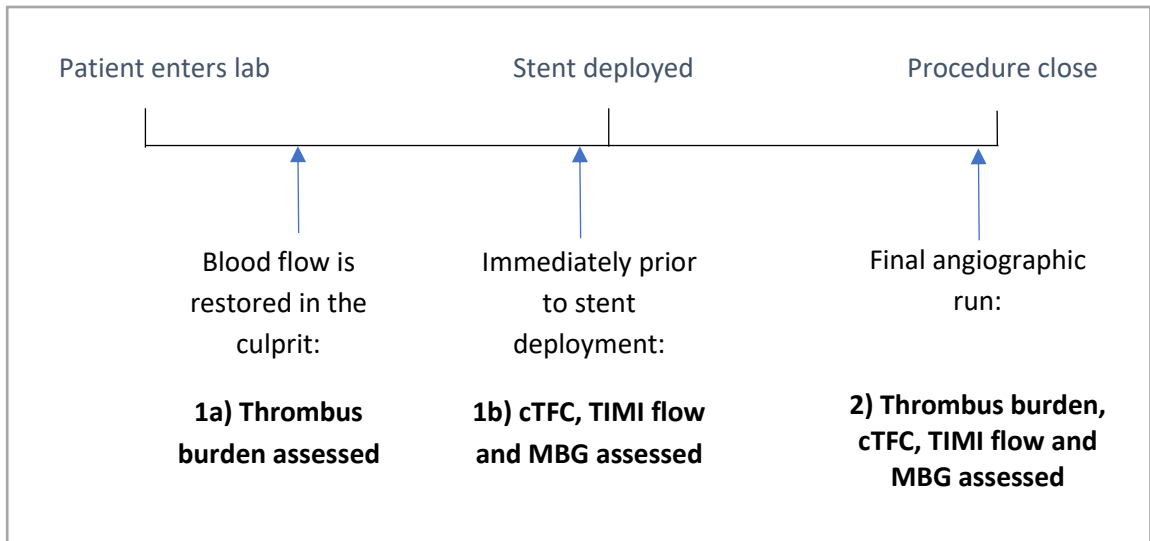 Patient enters lab
Stent deployed
Procedure close
Blood flow is
restored in the
culprit:
1a) Thrombus
burden assessed
Immediately prior
to stent
deployment:
1b) cTFC, TIMI flow
and MBG assessed
Final angiographic
run:
2) Thrombus burden,
cTFC, TIMI flow and
MBG assessed